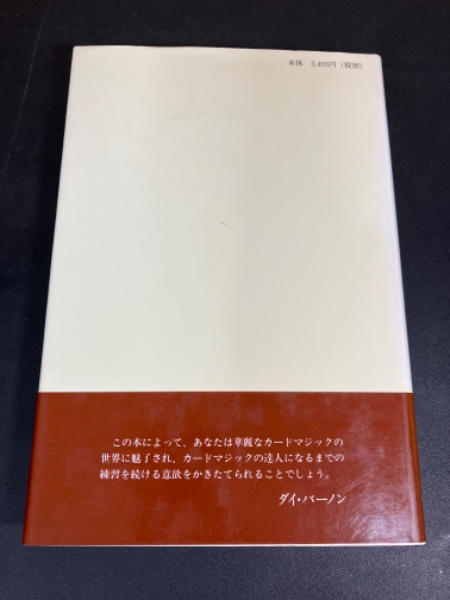 本体 3,495円(税別)
この本によって、あなたは華麗なカードマジックの
世界に魅了され、カードマジックの達人になるまでの
練習を続ける意欲をかきたてられることでしょう。
ダイ・バーノン